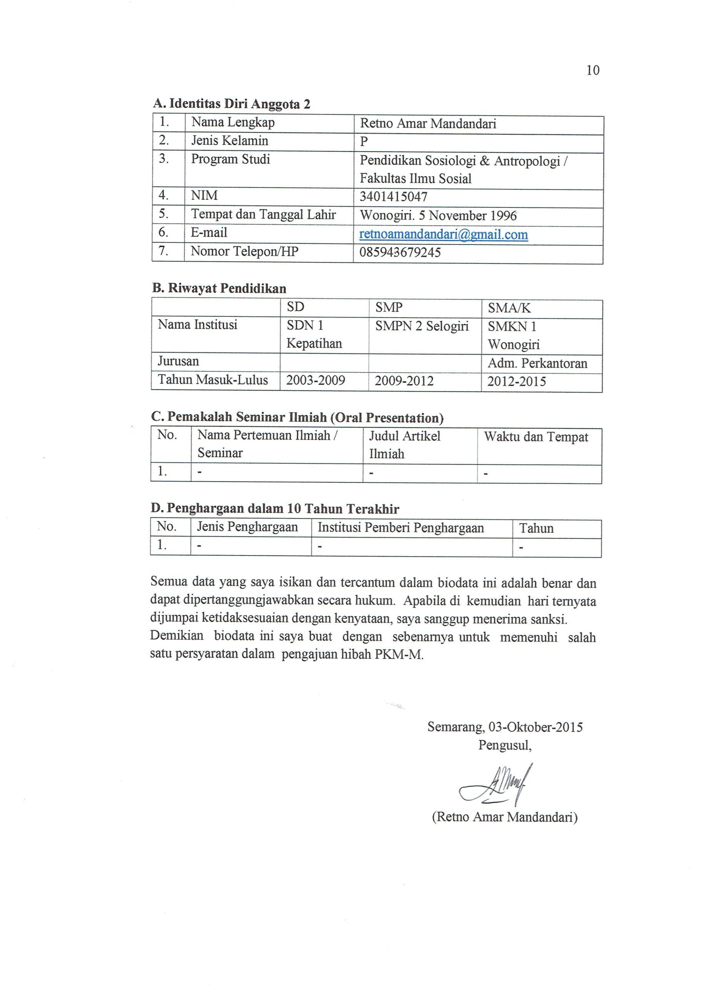 10
A. Identitas Diri Anggota 2
1. Nama Lengkap Retno Amar Mandandari
2. Jenis Kelamin P
3. Program Studi Pendidikan Sosiologi & Antropologi /
Fakultas Ilmu Sosial
4. NIM 3401415047
5. Tempat dan Tanggal Lahir Wonogiri. 5 November 1996
6. E-mail retnoamandandari@gmail.com
7. Nomor Telepon/HP 085943679245
B. Riwayat Pendidikan
SD SMP SMA/K
Nama Institusi SDN 1 SMPN 2 Selogiri SMKN 1
Kepatihan Wonogiri
Jurusan Adm. Perkantoran
Tahun Masuk-Lulus 2003-2009 2009-2012 2012-2015
C. Pemakalah Seminar Ilmiah (Oral Presentation)
No. Nama Pertemuan Ilmiah / Judul Artikel Waktu dan Tempat
Seminar Ilmiah
1. - - -
D. Penghargaan dalam 10 Tahun Terakhir
No. Jenis Penghargaan Institusi Pemberi Penghargaan Tahun
1. - - -
Semua data yang saya isikan dan tercantum dalam biodata ini adalah benar dan
dapat dipertanggungjawabkan secara hukum. Apabila di kemudian hari ternyata
dijumpai ketidaksesuaian dengan kenyataan, saya sanggup menerima sanksi.
Demikian biodata ini saya buat dengan sebenarnya untuk memenuhi salah
satu persyaratan dalam pengajuan hibah PKM-M.
Semarang, 03-Oktober-2015
Pengusul,
(Retno Amar Mandandari)